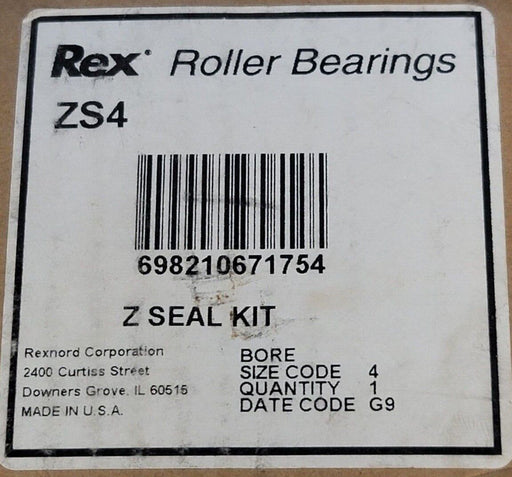 Rex® Roller Bearings
ZS4
698210671754
Z SEAL KIT
Rexnord Corporation
2400 Curtiss Street
Downers Grove, IL 60515
MADE IN U.S.A.
BORE
SIZE CODE 4
QUANTITY 1
DATE CODE G9